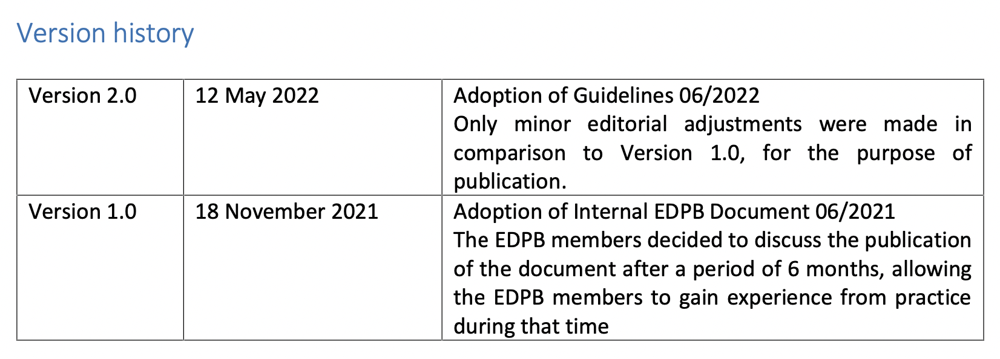 Version history
Version 2.0
12 May 2022
Adoption of Guidelines 06/2022
Only minor editorial adjustments were made in
comparison to Version 1.0, for the purpose of
publication.
Version 1.0
18 November 2021
Adoption of Internal EDPB Document 06/2021
The EDPB members decided to discuss the publication
of the document after a period of 6 months, allowing
the EDPB members to gain experience from practice
during that time